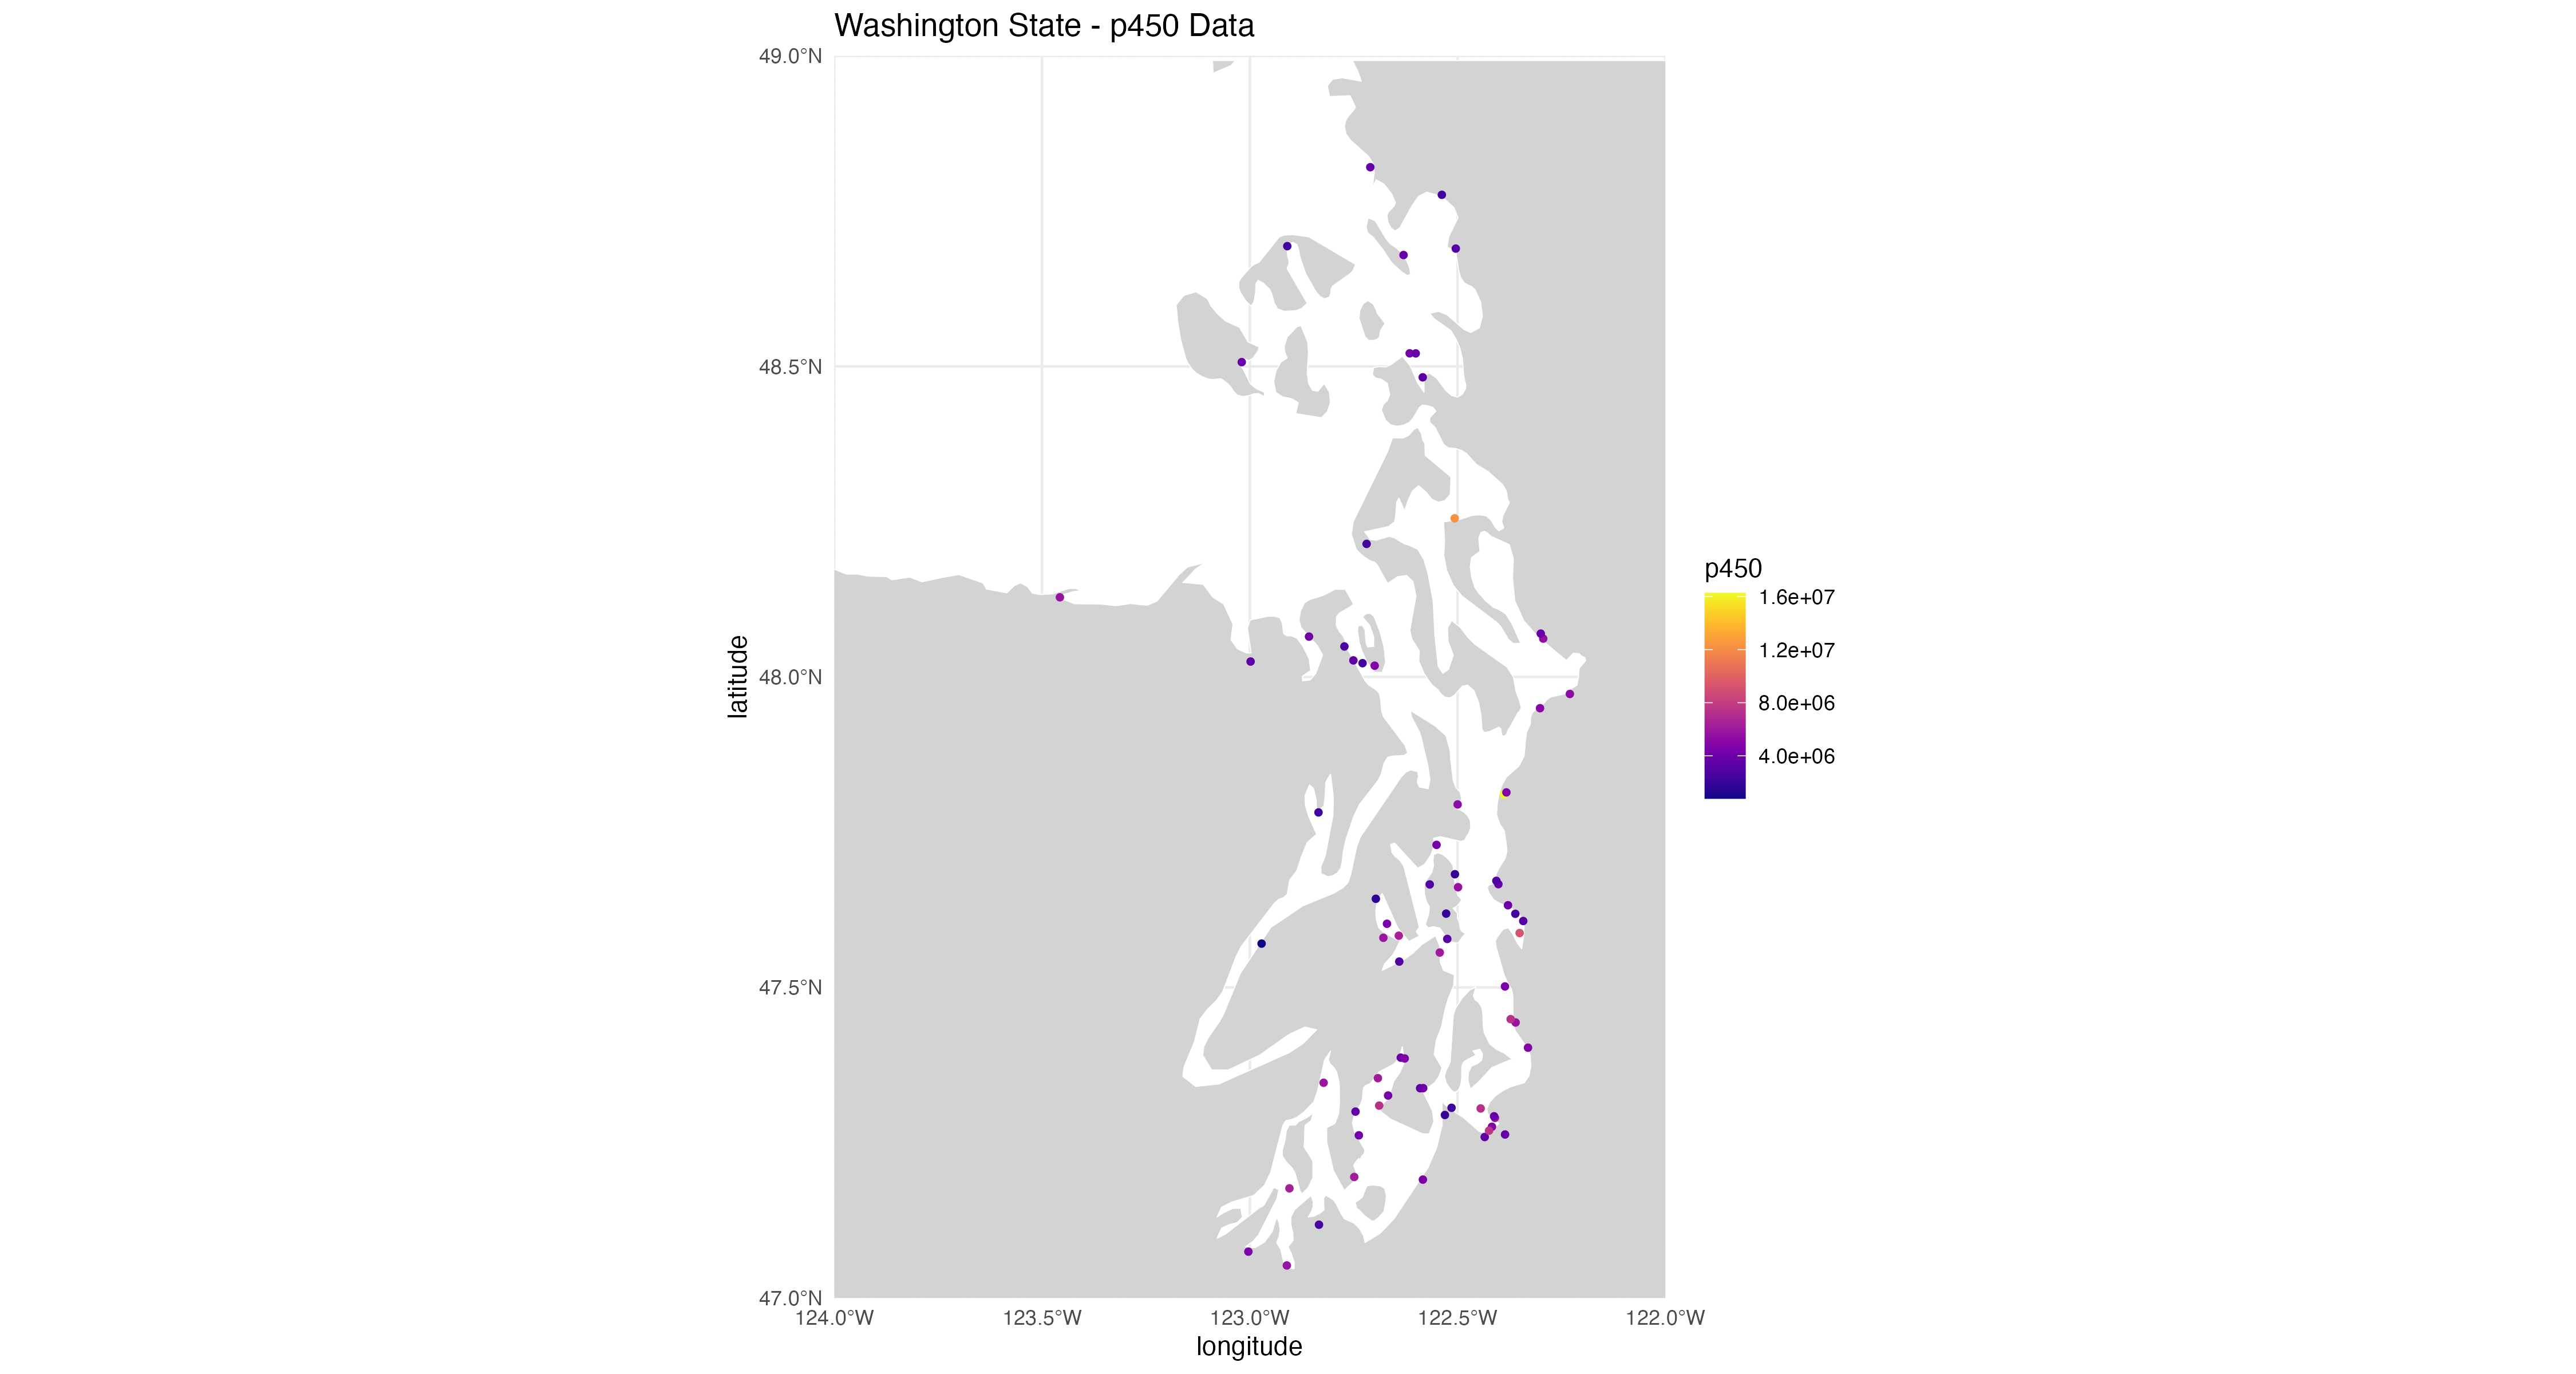 Washington State - p450 Data
49.0°N
48.5°N
48.0°N
47.5°N
47.0°N
latitude
124.0°W
123.5°W
123.0°W
122.5°W
122.0°W
longitude
p450
1.6e+07
1.2e+07
8.0e+06
4.0e+06